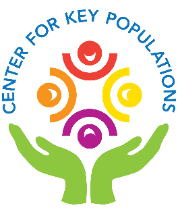 CENTER FOR KEY POPULATIONS